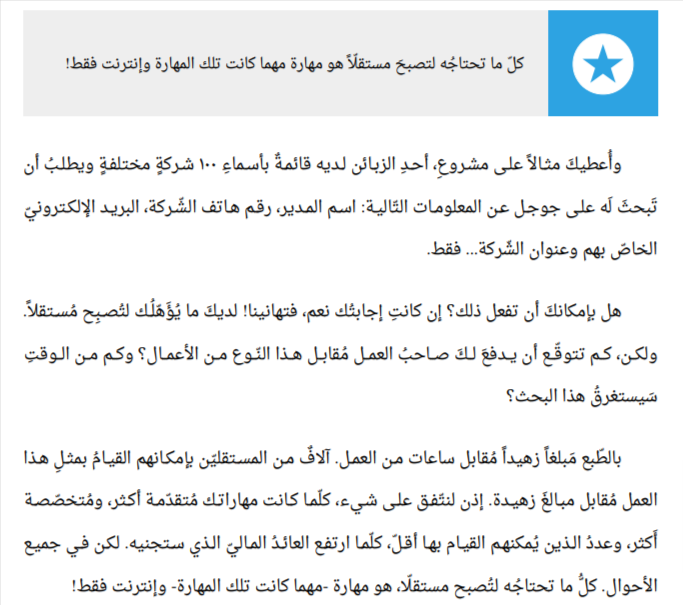 كلّ ما تحتاجُه لتصبحَ مستقلّاً هو مهارة مهما كانت تلك المهارة وإنترنت فقط!
وأُعطيكَ مثالاً على مشروعِ، أحدِ الزبائن لديه قائمةٌ بأسماءِ ١٠٠ شركةٍ مختلفةٍ ويطلبُ أن
تَبحثَ لَه على جوجل عن المعلومات التّالية: اسم المدير، رقم هاتف الشّركة، البريد الإلكترونيّ
الخاصّ بهم وعنوان الشّركة... فقط.
هل بإمكانكَ أن تفعل ذلك؟ إن كانتِ إجابتُك نعم، فتهانينا! لديكَ ما يُؤَهّلُك لتُصبِح مُستقلاً.
ولكن، كم تتوقّع أن يدفعَ لكَ صاحبُ العمل مُقابل هذا النّوع من الأعمال؟ وكم من الوقتِ
سَيستغرقُ هذا البحث؟
بالطّبع مَبلغاً زهيداً مُقابل ساعات من العمل. آلافٌ من المستقليّن بإمكانهم القيامُ بمثلِ هذا
العمل مُقابل مبالغَ زهيدة. إذن لنتّفق على شيء، كلّما كانت مهاراتك مُتقدّمة أكثر، ومُتخصّصة
أَكثر، وعددُ الذين يُمكنهم القيام بها أقلّ، كلّما ارتفع العائدُ الماليّ الذي ستجنيه. لكن في جميع
الأحوال. كلُّ ما تحتاجُه لتُصبح مستقلّا، هو مهارة -مهما كانت تلك المهارة- وإنترنت فقط!